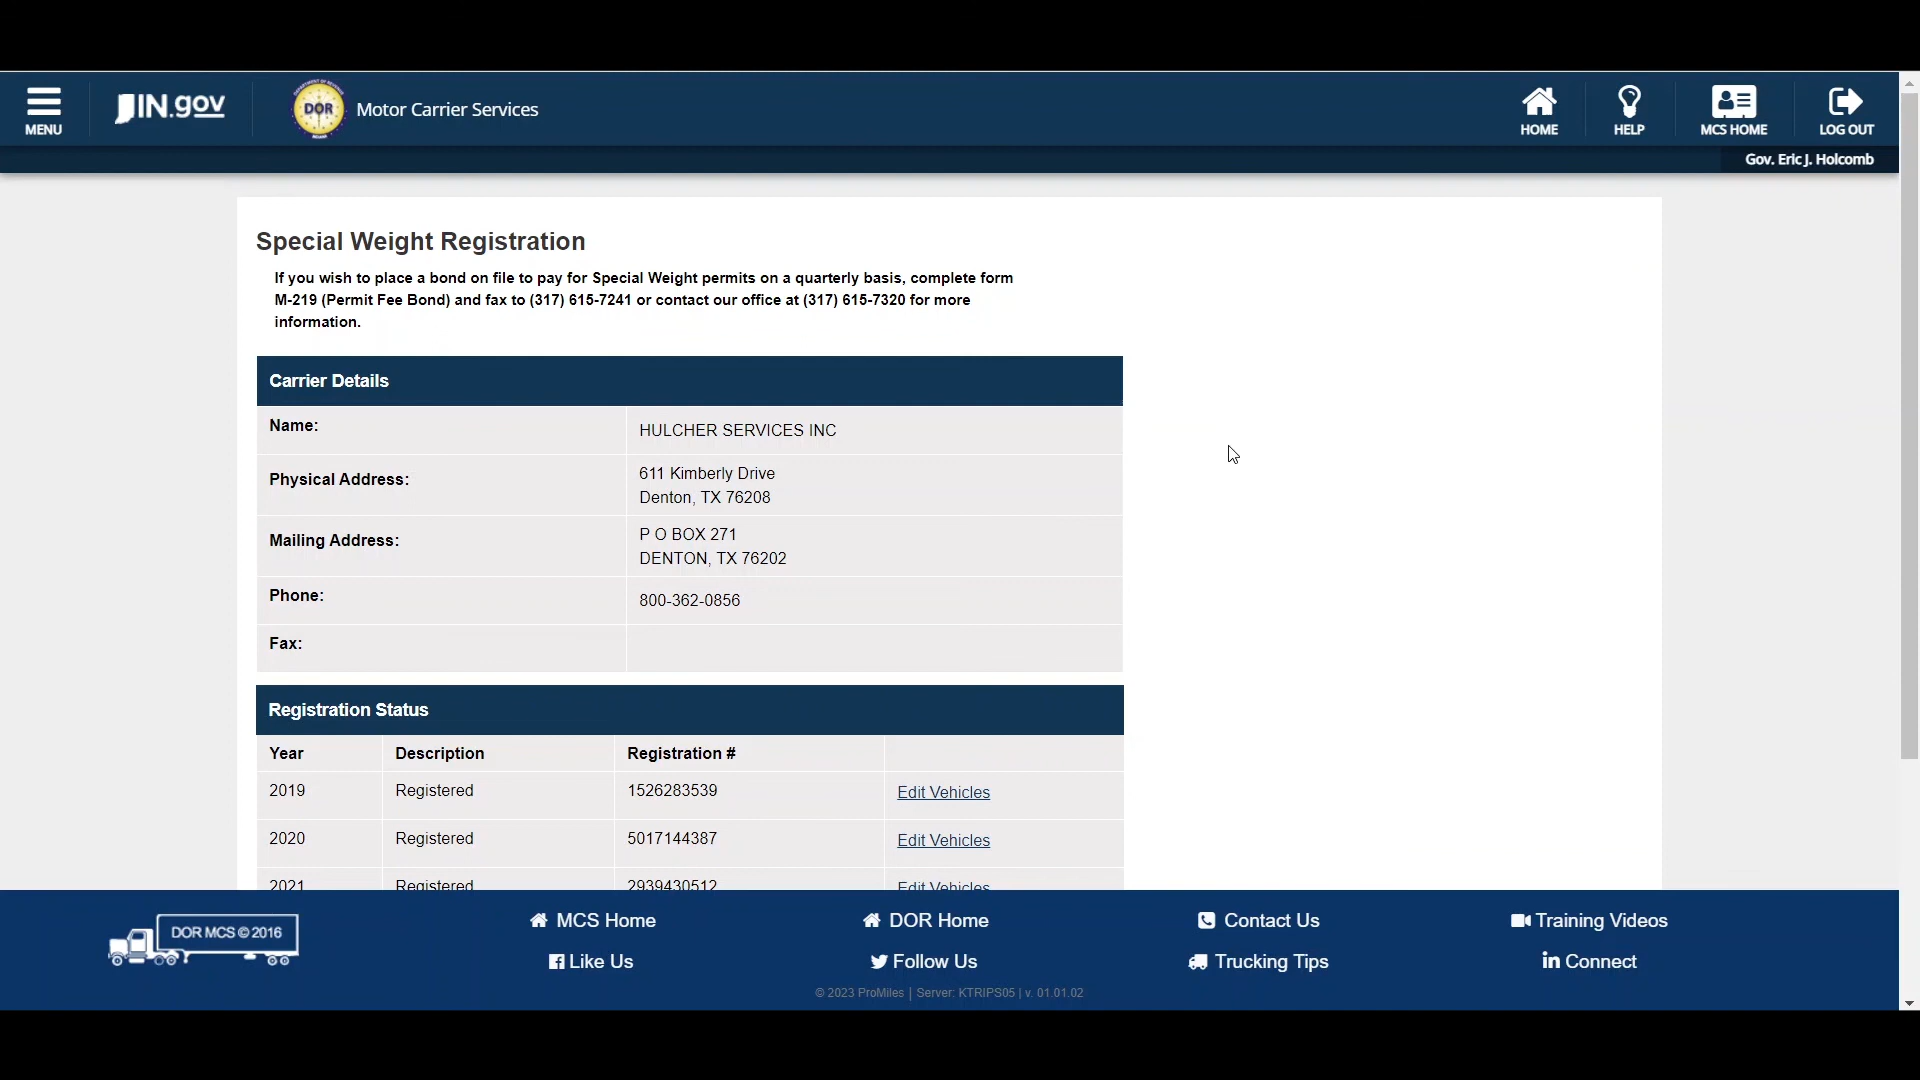 MENU
IN.gov
DOR
Motor Carrier Services
HOME
HELP
MCS HOME
LOG OUT
Gov. Eric J. Holcomb
Special Weight Registration
If you wish to place a bond on file to pay for Special Weight permits on a quarterly basis, complete form
M-219 (Permit Fee Bond) and fax to (317) 615-7241 or contact our office at (317) 615-7320 for more
information.
Carrier Details
Name: HULCHER SERVICES INC
Physical Address: 611 Kimberly Drive
Denton, TX 76208
Mailing Address: P O BOX 271
DENTON, TX 76202
Phone: 800-362-0856
Fax:
Registration Status
Year Description Registration #
2019 Registered 1526283539 Edit Vehicles
2020 Registered 5017144387 Edit Vehicles
2021 Registered 2939430512 Edit Vehicles
DOR MCS © 2016
MCS Home DOR Home Contact Us Training Videos
Like Us Follow Us Trucking Tips Connect
© 2023 ProMiles | Server: KTRIPS05 | v. 01.01.02